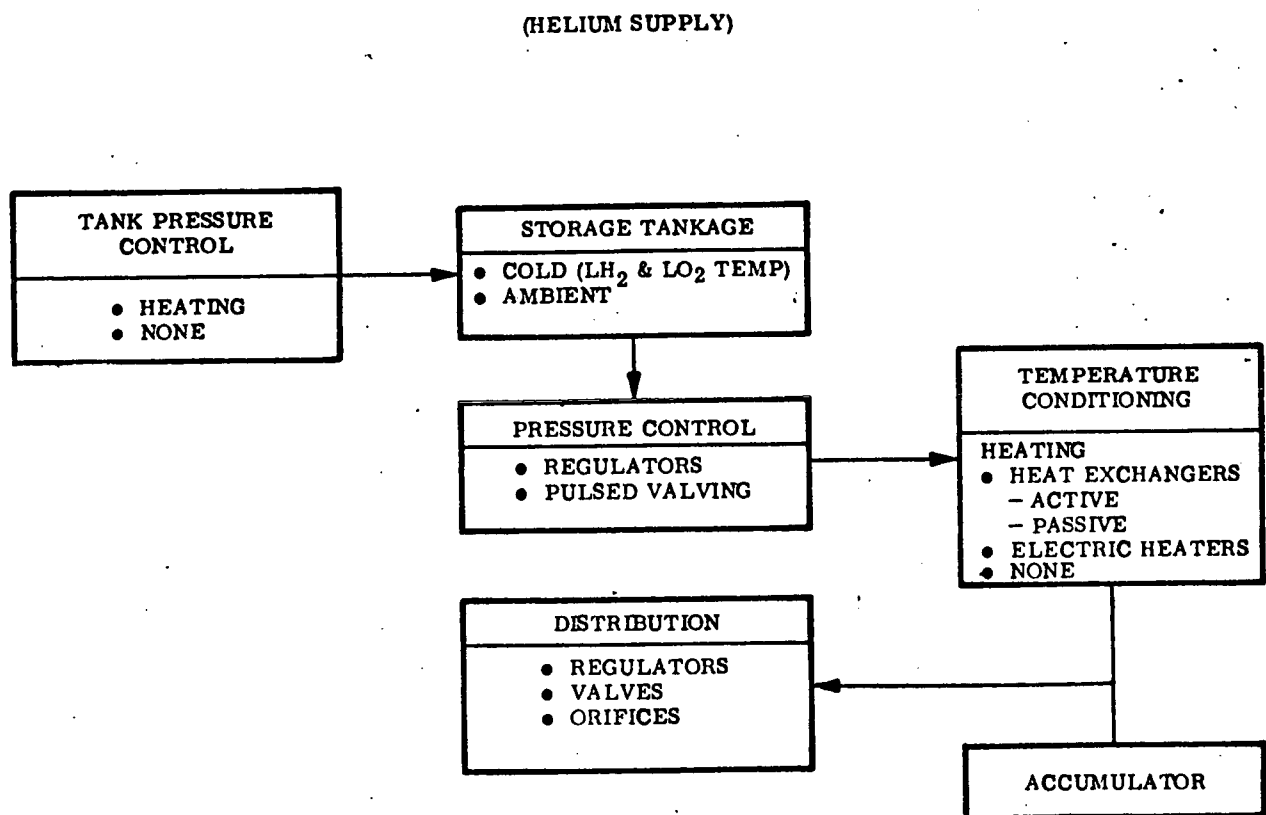 (HELIUM SUPPLY)
TANK PRESSURE
CONTROL
● HEATING
● NONE
STORAGE TANKAGE
● COLD (LH2 & LO2 TEMP)
● AMBIENT
PRESSURE CONTROL
● REGULATORS
● PULSED VALVING
TEMPERATURE
CONDITIONING
HEATING
● HEAT EXCHANGERS
– ACTIVE
– PASSIVE
● ELECTRIC HEATERS
● NONE
DISTRIBUTION
● REGULATORS
● VALVES
● ORIFICES
ACCUMULATOR